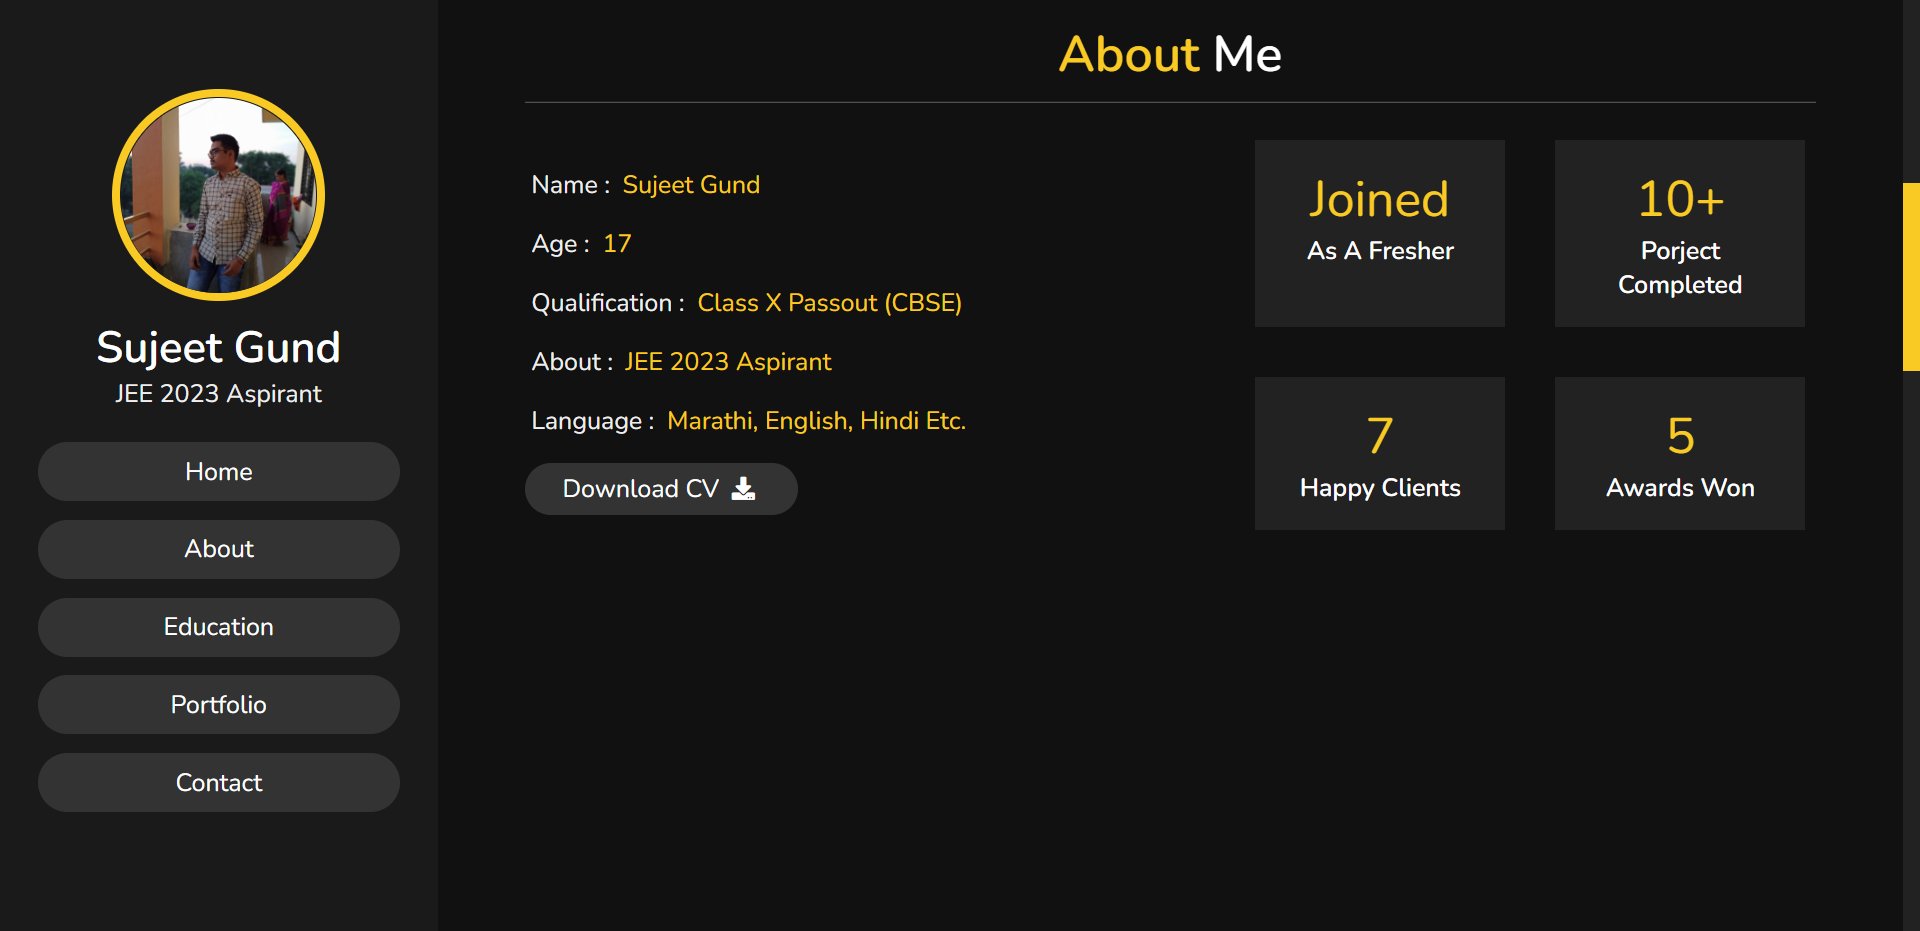 Sujeet Gund
JEE 2023 Aspirant
Home
About
Education
Portfolio
Contact
About Me
Name : Sujeet Gund
Age : 17
Qualification : Class X Passout (CBSE)
About : JEE 2023 Aspirant
Language : Marathi, English, Hindi Etc.
Download CV
Joined
As A Fresher
10+
Porject
Completed
7
Happy Clients
5
Awards Won